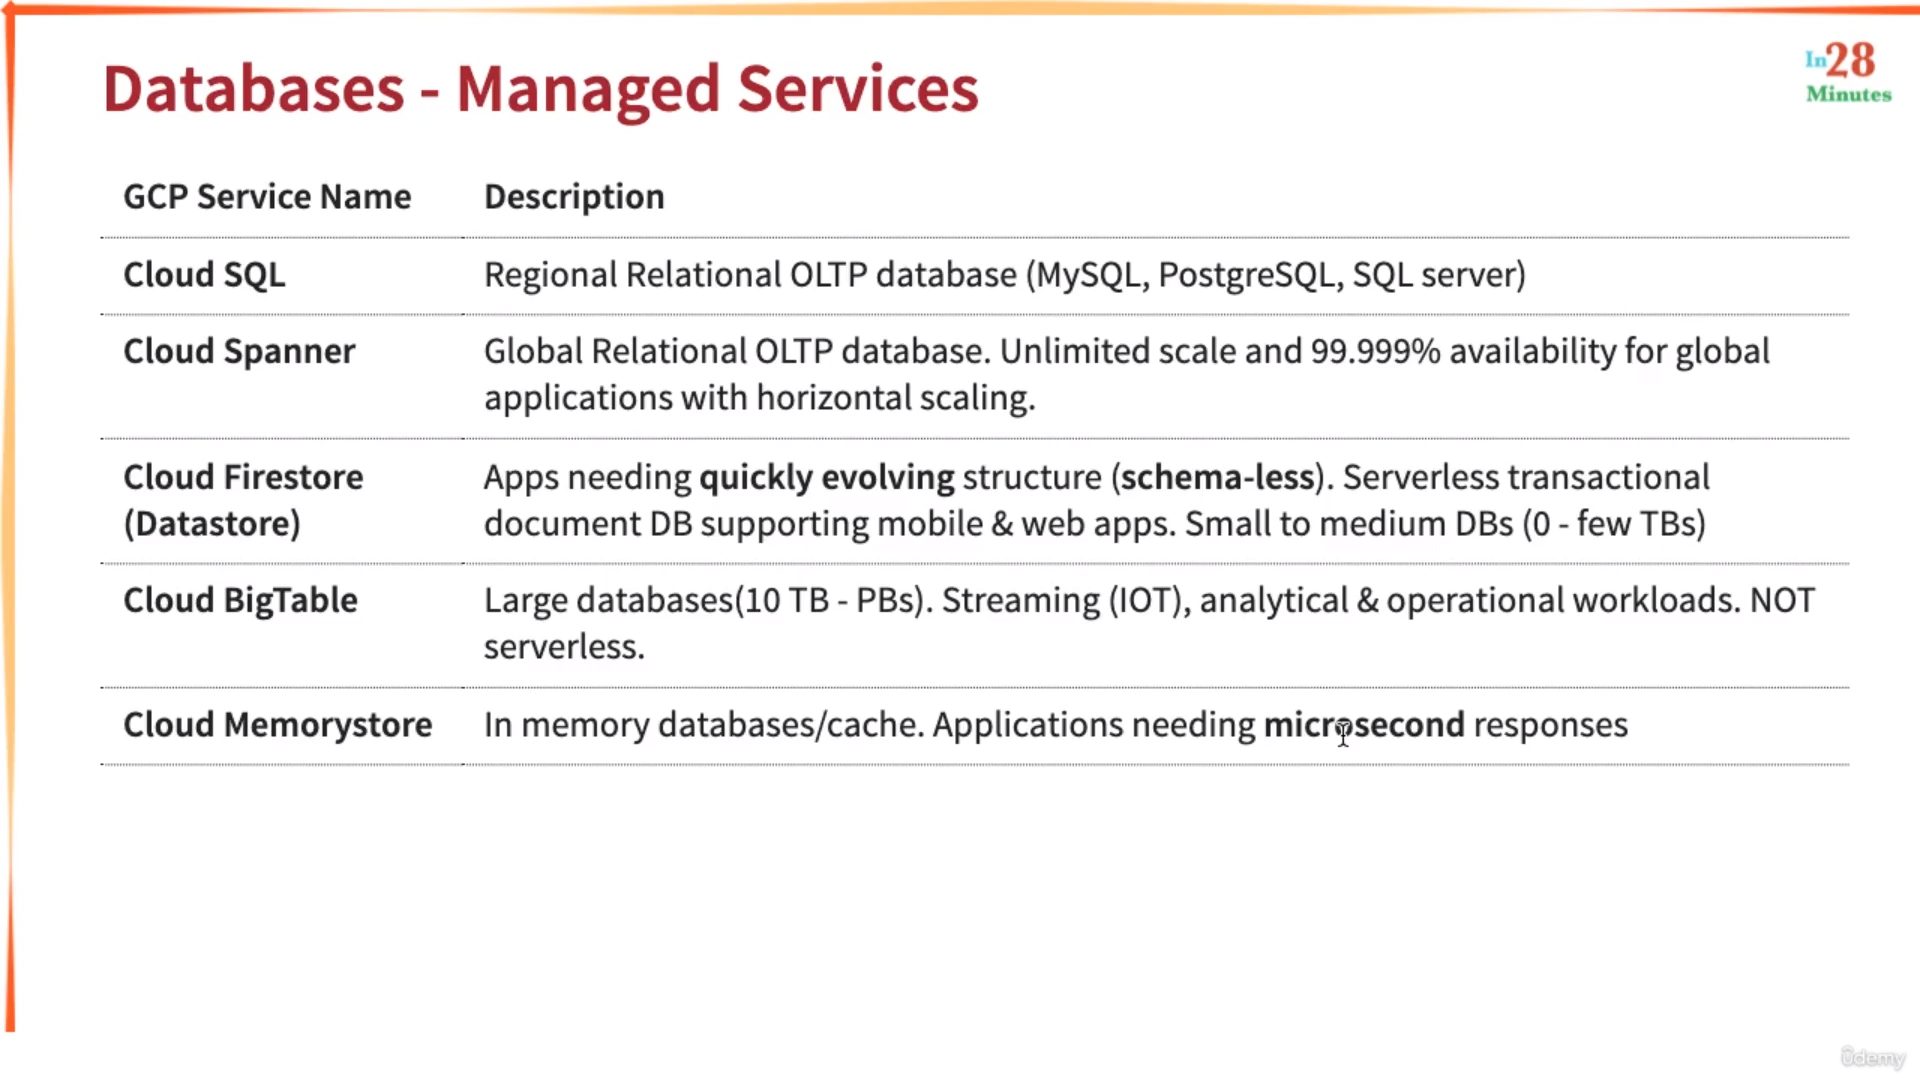 Databases - Managed Services
In28
Minutes
GCP Service Name Description
Cloud SQL Regional Relational OLTP database (MySQL, PostgreSQL, SQL server)
Cloud Spanner Global Relational OLTP database. Unlimited scale and 99.999% availability for global
applications with horizontal scaling.
Cloud Firestore Apps needing quickly evolving structure (schema-less). Serverless transactional
(Datastore) document DB supporting mobile & web apps. Small to medium DBs (0 - few TBs)
Cloud BigTable Large databases(10 TB - PBs). Streaming (IOT), analytical & operational workloads. NOT
serverless.
Cloud Memorystore In memory databases/cache. Applications needing microsecond responses
ûdemy